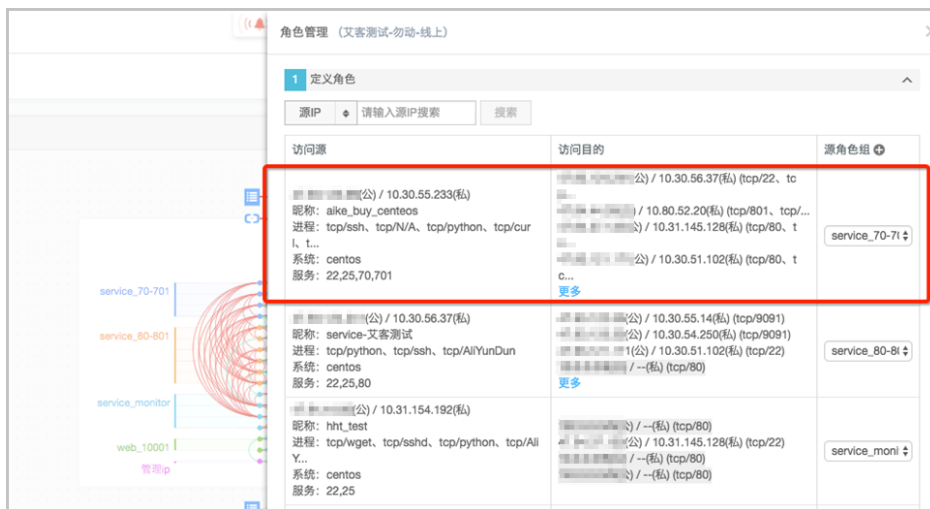 角色管理 （艾客测试-勿动-线上）
1 定义角色
源IP 请输入源IP搜索 搜索
访问源 访问目的 源角色组
(公) / 10.30.55.233(私)
昵称：aike_buy_centeos
进程：tcp/ssh、tcp/N/A、tcp/python、tcp/cur
l、t...
系统：centos
服务：22,25,70,701
公) / 10.30.56.37(私) (tcp/22、tc
...
) / 10.80.52.20(私) (tcp/801、tcp/...
公) / 10.31.145.128(私) (tcp/80、t
...
公) / 10.30.51.102(私) (tcp/80、t
c...
更多
service_70-7(
(公) / 10.30.56.37(私)
昵称：service-艾客测试
进程：tcp/python、tcp/ssh、tcp/AliYunDun
系统：centos
服务：22,25,80
(公) / 10.30.55.14(私) (tcp/9091)
(公) / 10.30.54.250(私) (tcp/9091)
1(公) / 10.30.51.102(私) (tcp/22)
/ --(私) (tcp/80)
更多
service_80-8(
(公) / 10.31.154.192(私)
昵称：hht_test
进程：tcp/wget、tcp/sshd、tcp/python、tcp/Ali
Y...
系统：centos
服务：22,25
公) / --(私) (tcp/80)
(公) / 10.31.145.128(私) (tcp/22)
公) / --(私) (tcp/80)
公) / --(私) (tcp/80)
service_moni
service_70-701
service_80-801
service_monitor
web_10001
管理ip